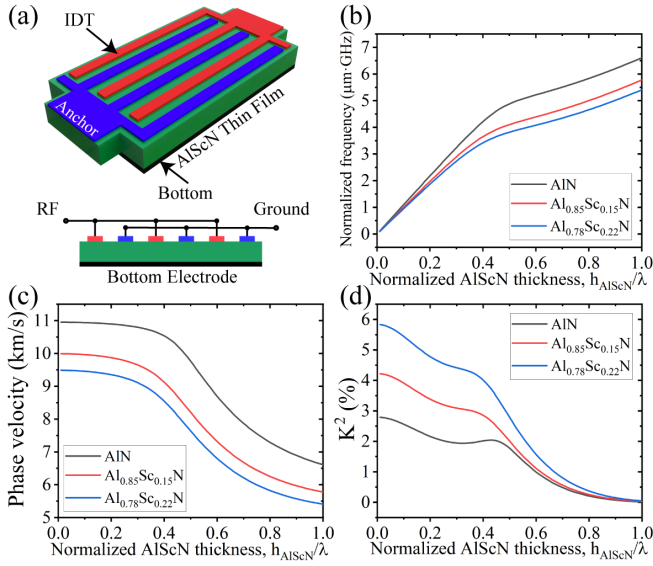 (a)
IDT
Anchor
AlScN Thin Film
Bottom
RF
Ground
Bottom Electrode
(b)
Normalized frequency (μm·GHz)
7
6
5
4
3
2
1
0
AlN
Al0.85Sc0.15N
Al0.78Sc0.22N
0.0 0.2 0.4 0.6 0.8 1.0
Normalized AlScN thickness, hAlScN/λ
(c)
Phase velocity (km/s)
11
10
9
8
7
6
5
AlN
Al0.85Sc0.15N
Al0.78Sc0.22N
0.0 0.2 0.4 0.6 0.8 1.0
Normalized AlScN thickness, hAlScN/λ
(d)
K2 (%)
6
5
4
3
2
1
0
AlN
Al0.85Sc0.15N
Al0.78Sc0.22N
0.0 0.2 0.4 0.6 0.8 1.0
Normalized AlScN thickness, hAlScN/λ